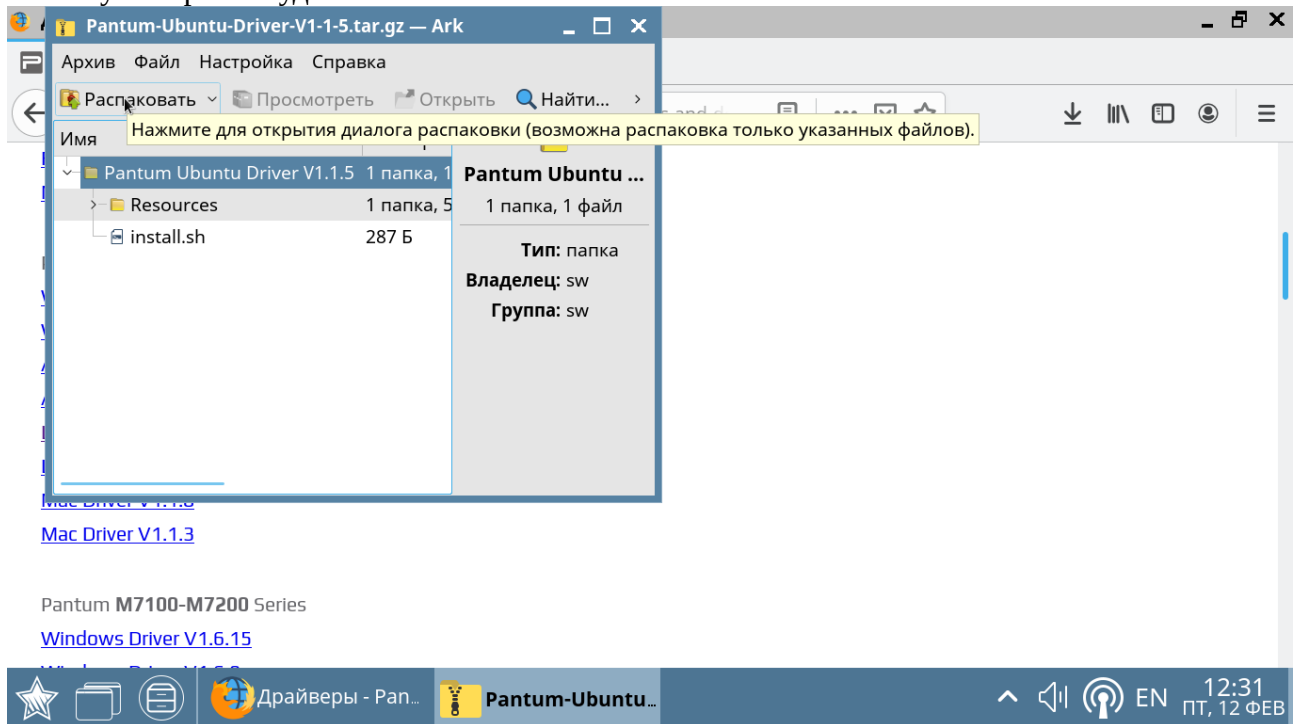 Pantum-Ubuntu-Driver-V1-1-5.tar.gz — Ark
Архив Файл Настройка Справка
Распаковать Просмотреть Открыть Найти...
Нажмите для открытия диалога распаковки (возможна распаковка только указанных файлов).
Имя
Pantum Ubuntu Driver V1.1.5 1 папка, 1
Resources 1 папка, 5
install.sh 287 Б
Pantum Ubuntu ...
1 папка, 1 файл
Тип: папка
Владелец: sw
Группа: sw
Mac Driver V1.1.3
Pantum M7100-M7200 Series
Windows Driver V1.6.15
Драйверы - Pan...
Pantum-Ubuntu...
EN
12:31
ПТ, 12 ФЕВ